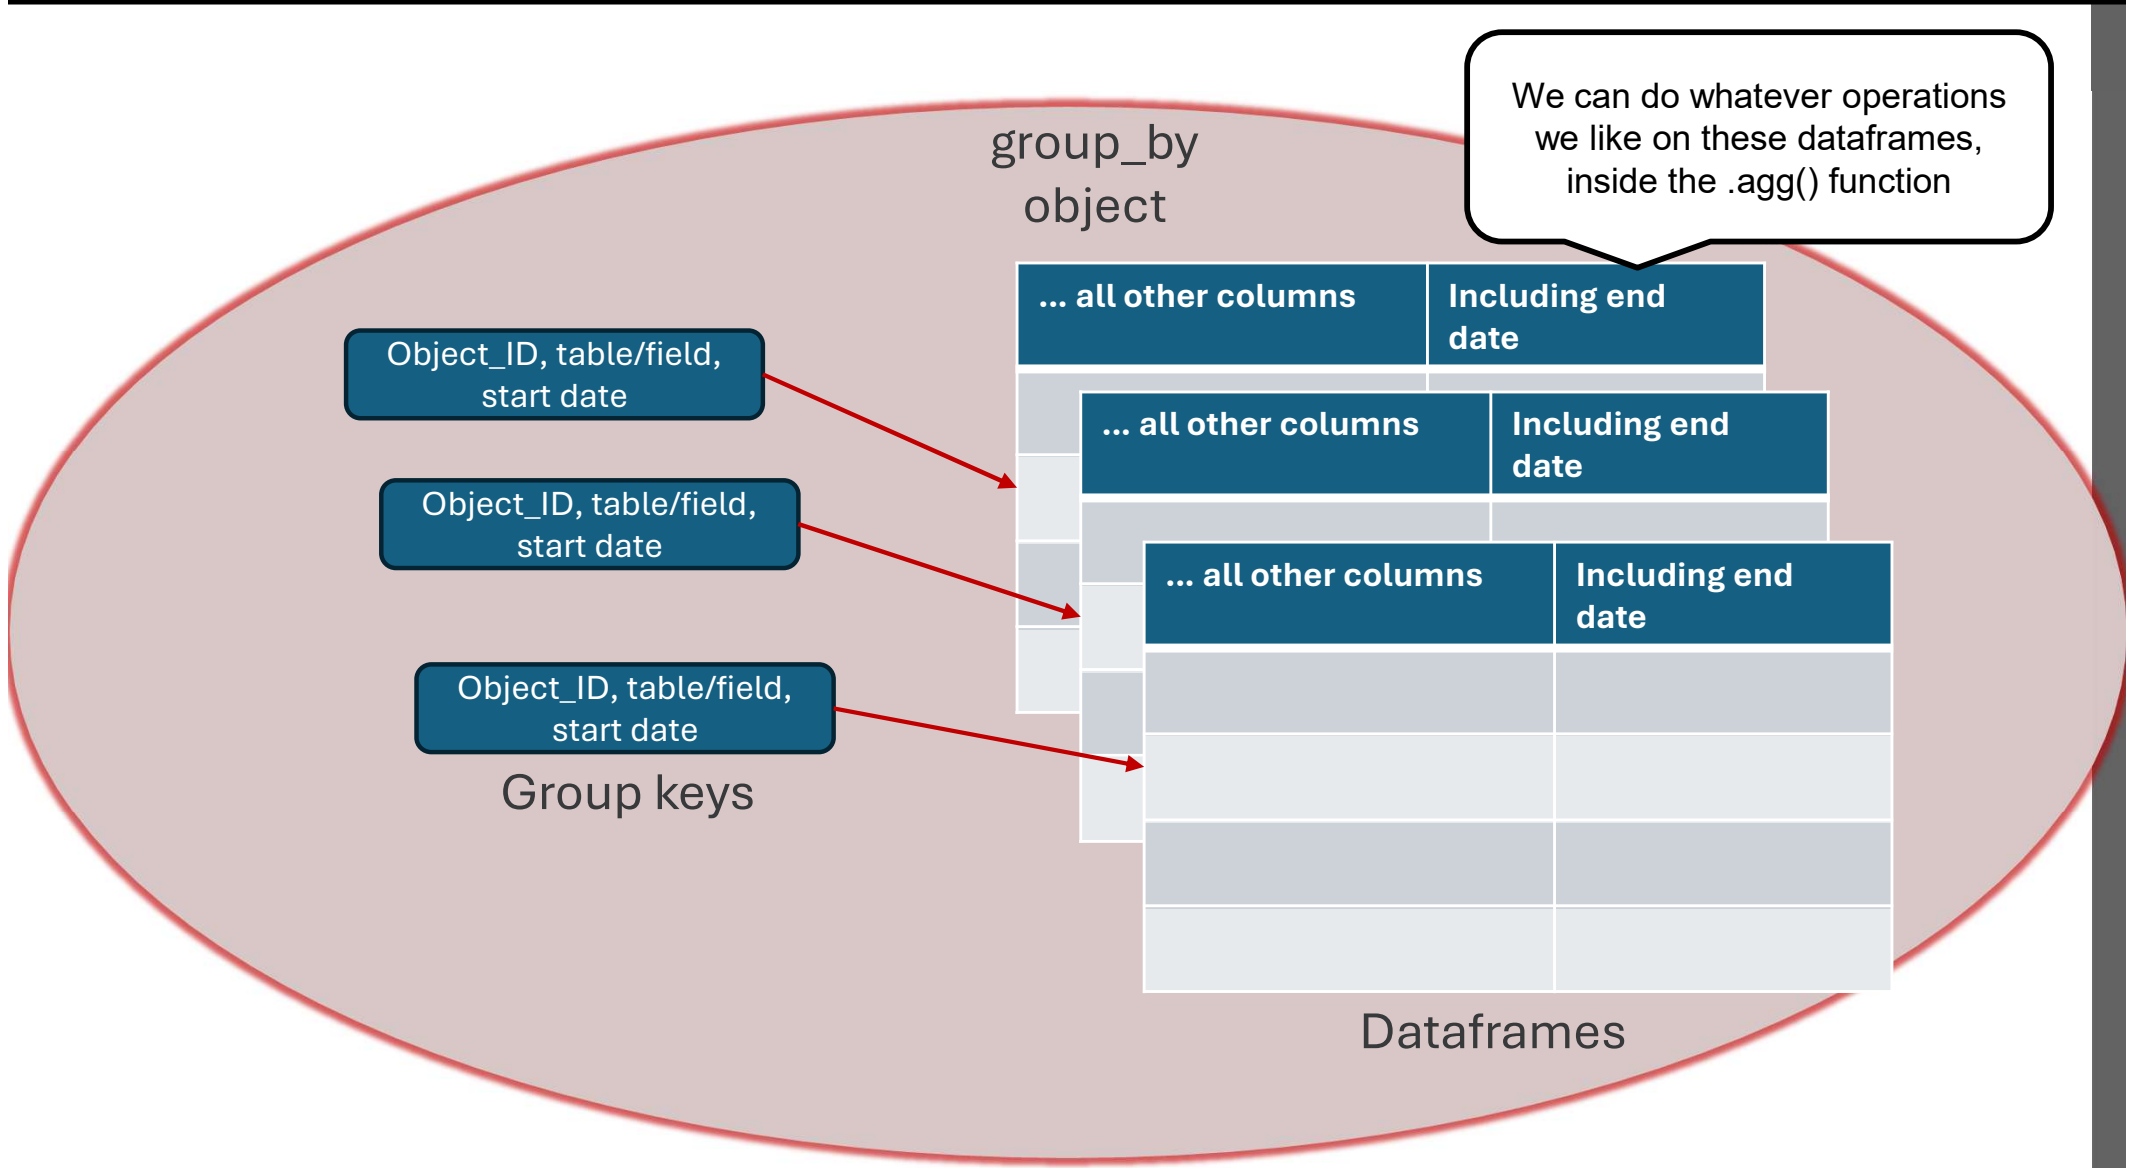 We can do whatever operations
we like on these dataframes,
inside the .agg() function
group_by
object
... all other columns
Including end
date
Object_ID, table/field,
start date
... all other columns
Including end
date
Object_ID, table/field,
start date
... all other columns
Including end
date
Object_ID, table/field,
start date
Group keys
Dataframes